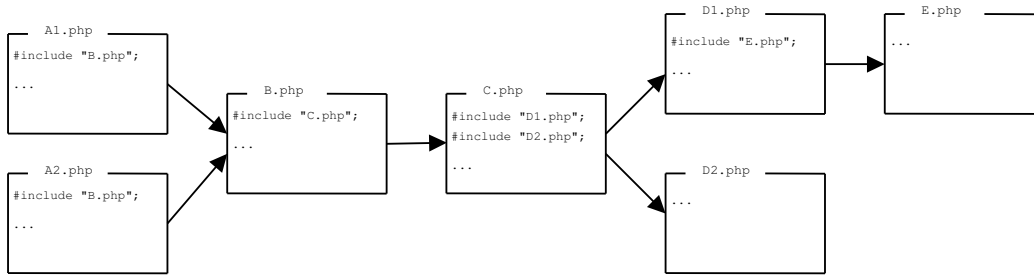 A1.php
#include "B.php";
...
A2.php
#include "B.php";
...
B.php
#include "C.php";
...
C.php
#include "D1.php";
#include "D2.php";
...
D1.php
#include "E.php";
...
D2.php
...
E.php
...